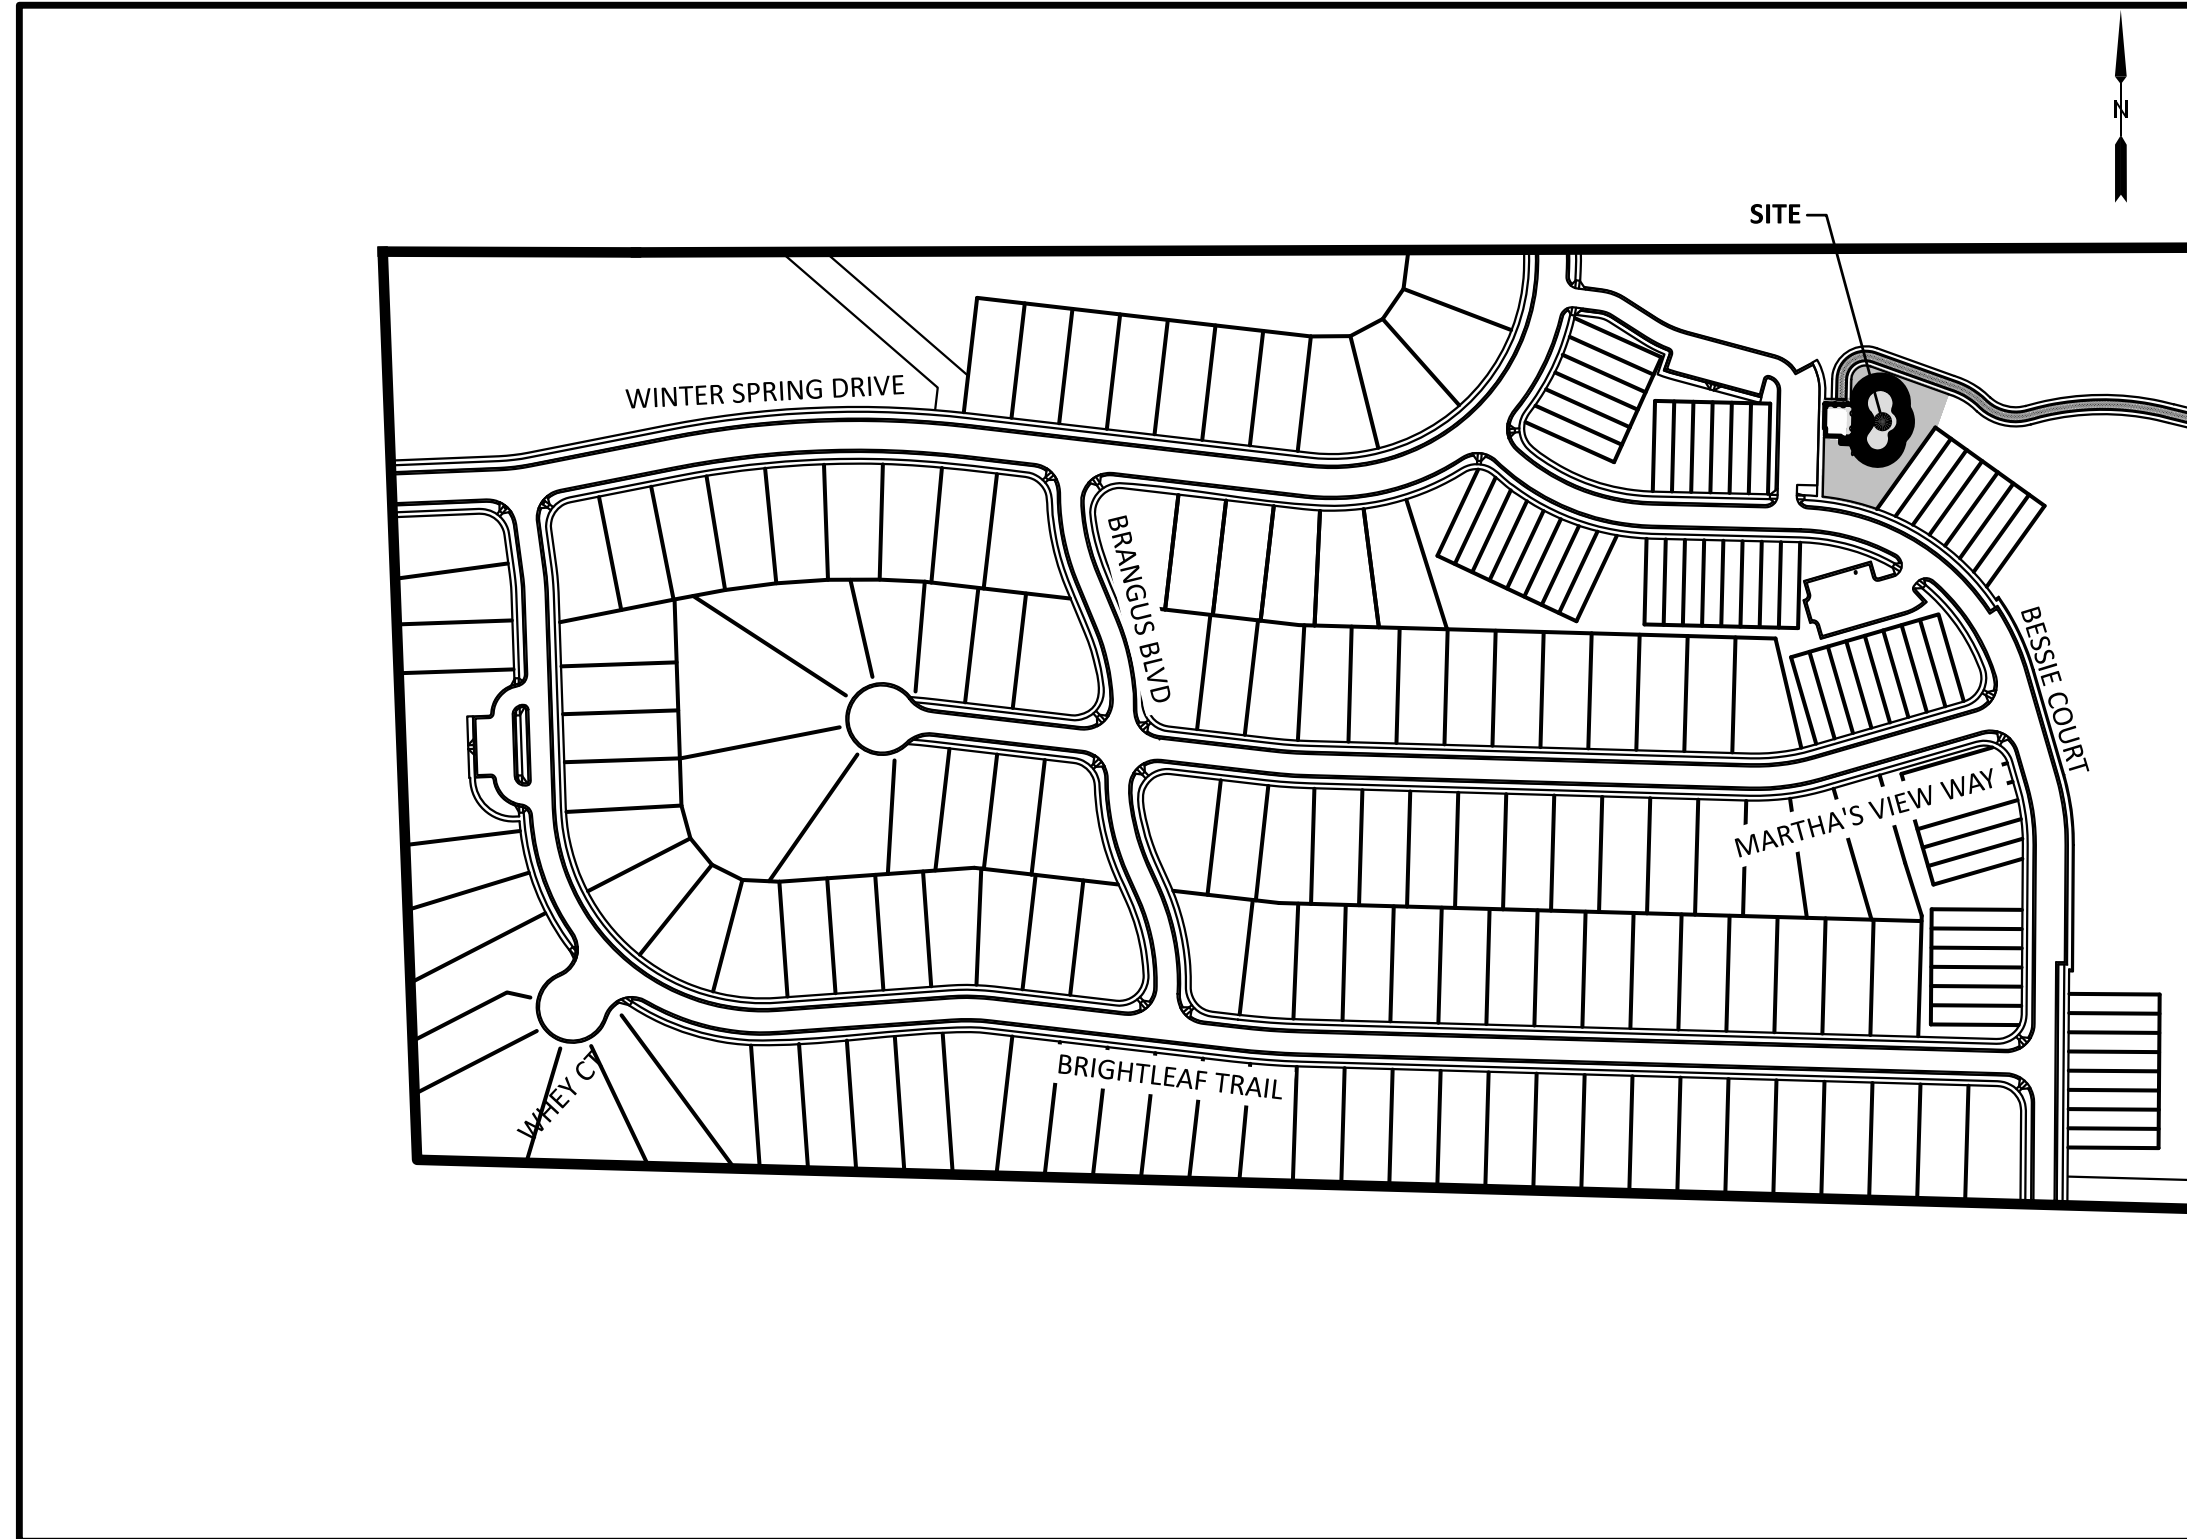 N
SITE
WINTER SPRING DRIVE
BRANGUS BLVD
BESSIE COURT
MARTHA'S VIEW WAY
BRIGHTLEAF TRAIL
WHEY CT